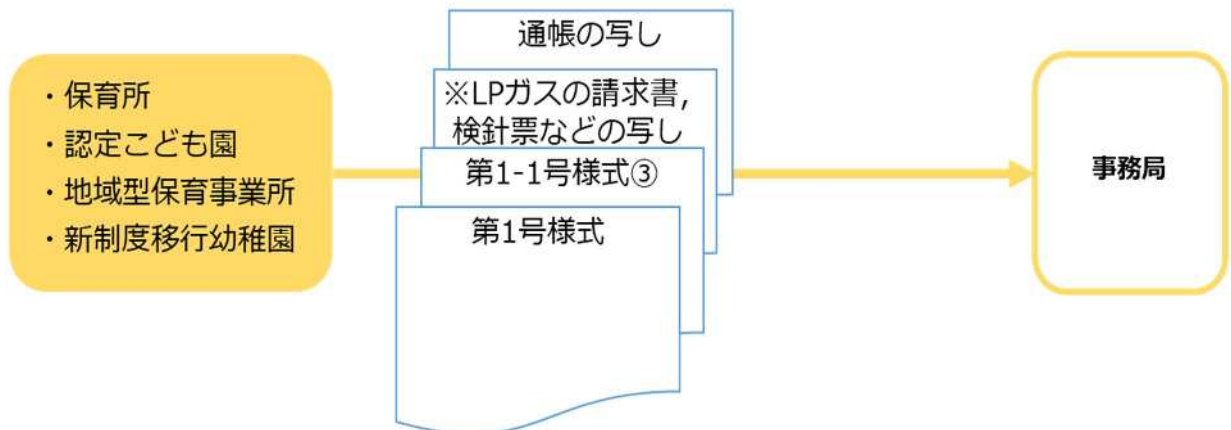 ・保育所
・認定こども園
・地域型保育事業所
・新制度移行幼稚園
通帳の写し
※LPガスの請求書,
検針票などの写し
第1-1号様式③
第1号様式
事務局